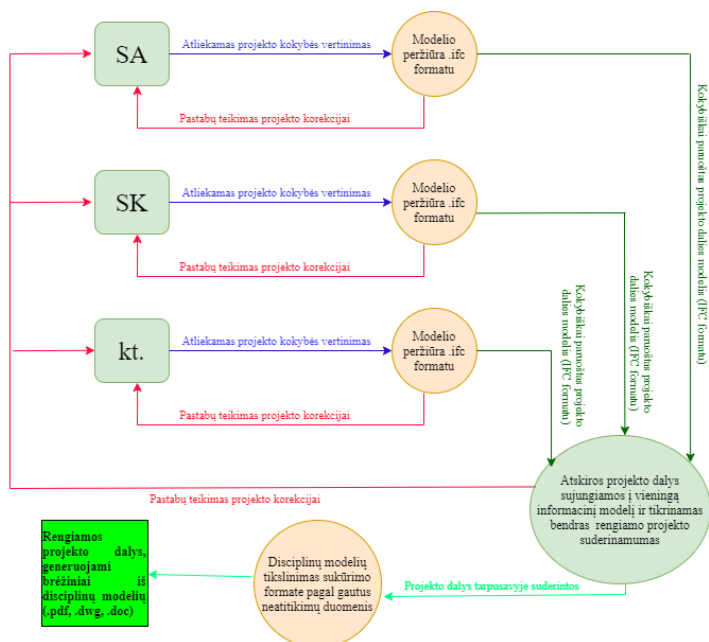 SA
Atliekamas projekto kokybės vertinimas
Modelio
peržiūra .ifc
formatu
Pastabų teikimas projekto korekcijai
Kokybiškai paruoštas projekto dalies modelis (IFC formatu)
SK
Atliekamas projekto kokybės vertinimas
Modelio
peržiūra .ifc
formatu
Pastabų teikimas projekto korekcijai
Kokybiškai paruoštas projekto
dalies modelis (IFC formatu)
kt.
Atliekamas projekto kokybės vertinimas
Modelio
peržiūra .ifc
formatu
Pastabų teikimas projekto korekcijai
Kokybiškai paruoštas projekto
dalies modelis (IFC formatu)
Atskiros projekto dalys
sujungiamos į vieningą
informacinį modelį ir tikrinamas
bendras rengiamo projekto
suderinamumas
Pastabų teikimas projekto korekcijai
Projekto dalys tarpusavyje suderintos
Disciplinų modelių
tikslinimas sukūrimo
formate pagal gautus
neatitikimų duomenis
Rengiamos
projekto dalys,
generuojami
brėžiniai iš
disciplinų modelių
(.pdf, .dwg, .doc)